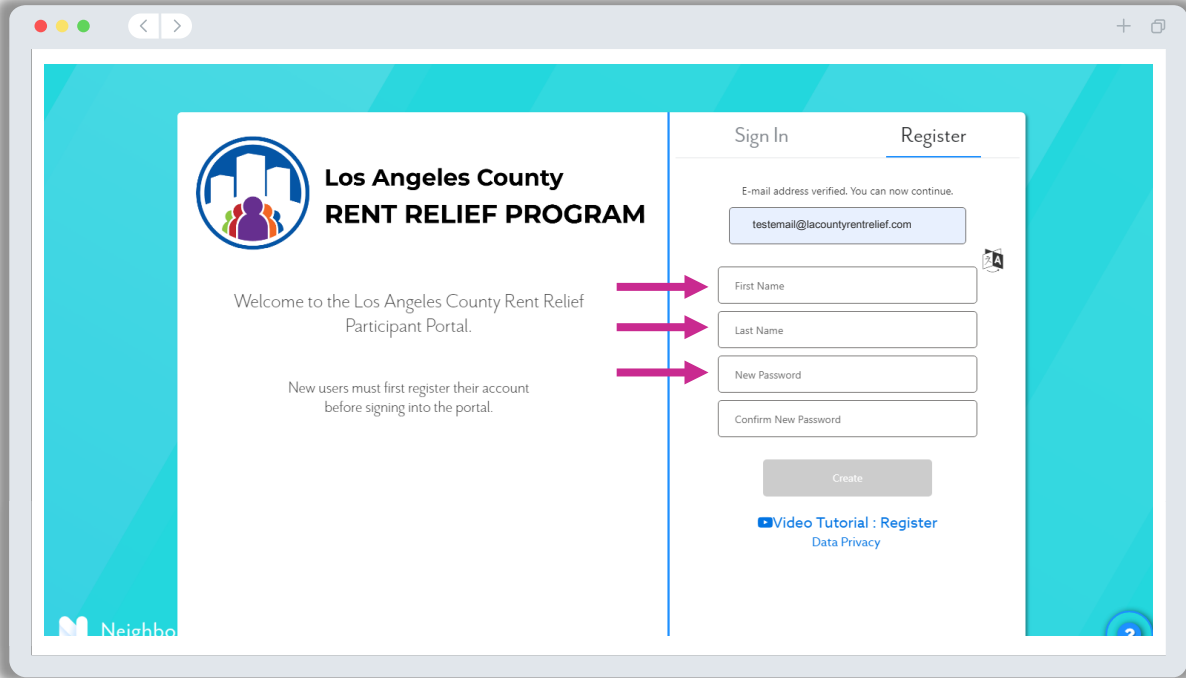 Los Angeles County
RENT RELIEF PROGRAM
Welcome to the Los Angeles County Rent Relief
Participant Portal.
New users must first register their account
before signing into the portal.
Sign In
Register
E-mail address verified. You can now continue.
testemail@lacountyrentrelief.com
A
First Name
Last Name
New Password
Confirm New Password
Create
Video Tutorial : Register
Data Privacy
Neighbo
?